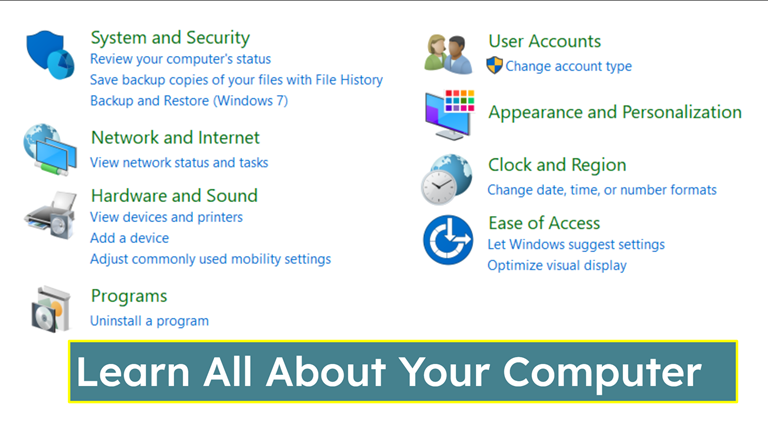 System and Security
Review your computer's status
Save backup copies of your files with File History
Backup and Restore (Windows 7)
Network and Internet
View network status and tasks
Hardware and Sound
View devices and printers
Add a device
Adjust commonly used mobility settings
Programs
Uninstall a program
User Accounts
Change account type
Appearance and Personalization
Clock and Region
Change date, time, or number formats
Ease of Access
Let Windows suggest settings
Optimize visual display
Learn All About Your Computer